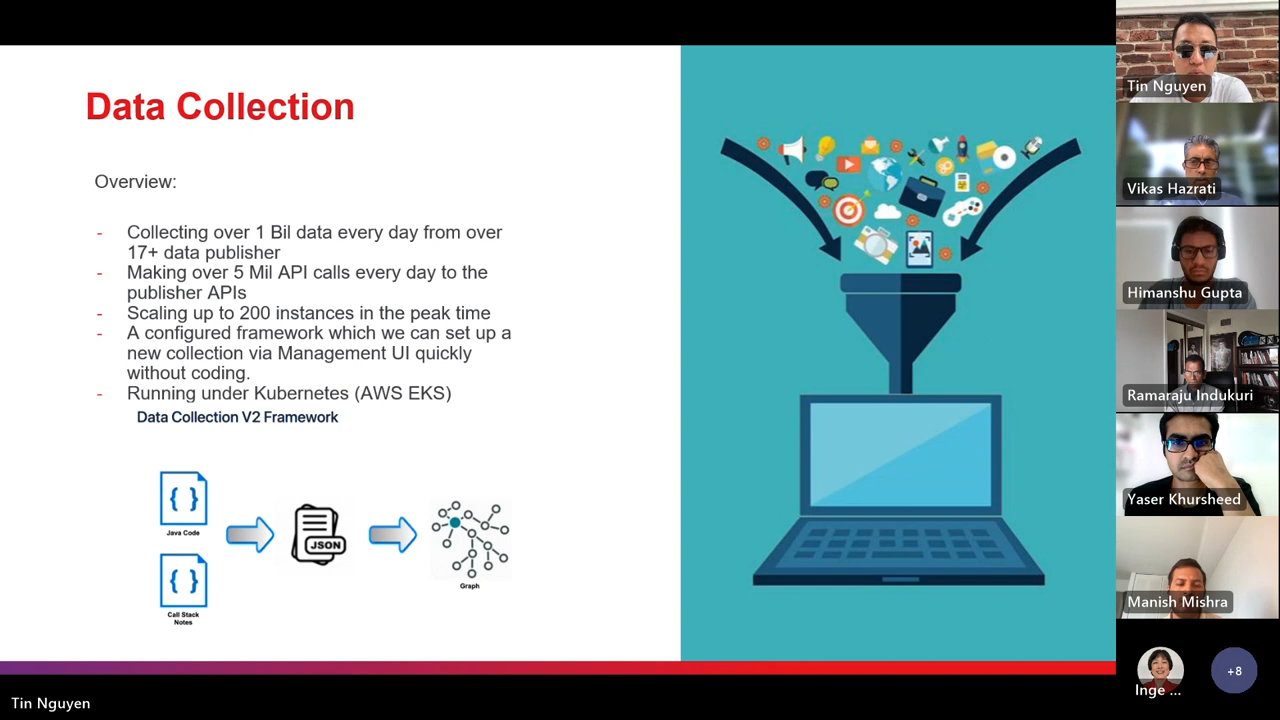 Data Collection
Overview:
- Collecting over 1 Bil data every day from over
17+ data publisher
- Making over 5 Mil API calls every day to the
publisher APIs
- Scaling up to 200 instances in the peak time
- A configured framework which we can set up a
new collection via Management UI quickly
without coding.
- Running under Kubernetes (AWS EKS)
Data Collection V2 Framework
{ }
Java Code
{ }
Call Stack
Notes
JSON
Graph
Tin Nguyen
Tin Nguyen
Vikas Hazrati
Himanshu Gupta
Ramaraju Indukuri
Yaser Khursheed
Manish Mishra
Inge ...
+8